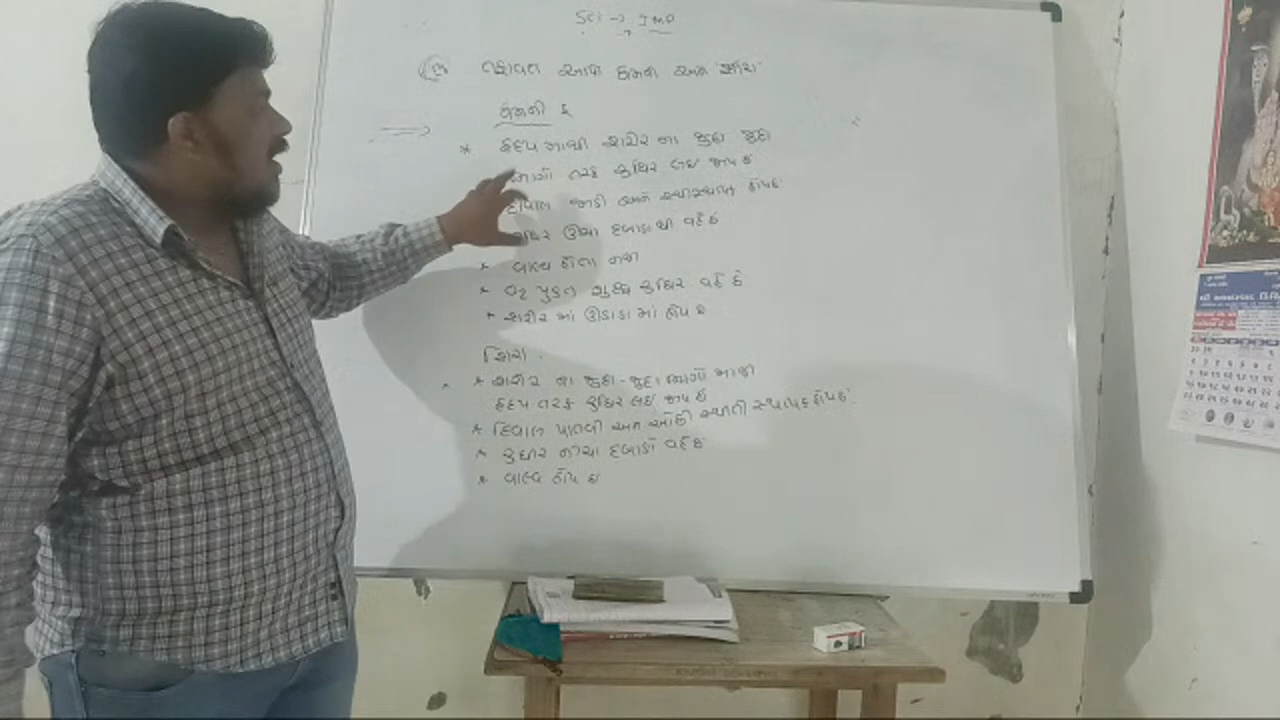 Sci → IMP
તફાવત આપો ધમની અને શીરા
ધમની :
* હૃદય માથી શરીર ના જુદા જુદા
ભાગો તરફ રુધિર લઇ જાય છે
દિવાલ જાડી અને સ્થીસ્થાપક હોય છે
રુધિર ઊંચા દબાણ થી વહે છે
* વાલ્વ હોતા નથી
* યુક્ત શુદ્ધ રુધિર વહે છે
* શરીર માં ઊંડાણ માં હોય છે
શિરા :
* શરીર ના જુદા-જુદા ભાગો માંથી
હૃદય તરફ રુધિર લઇ જાય છે
* દિવાલ પાતળી અને ઓછી સ્થીતી સ્થાપક હોય છે
* રુધીર નીચા દબાણે વહે છે
* વાલ્વ હોય છે